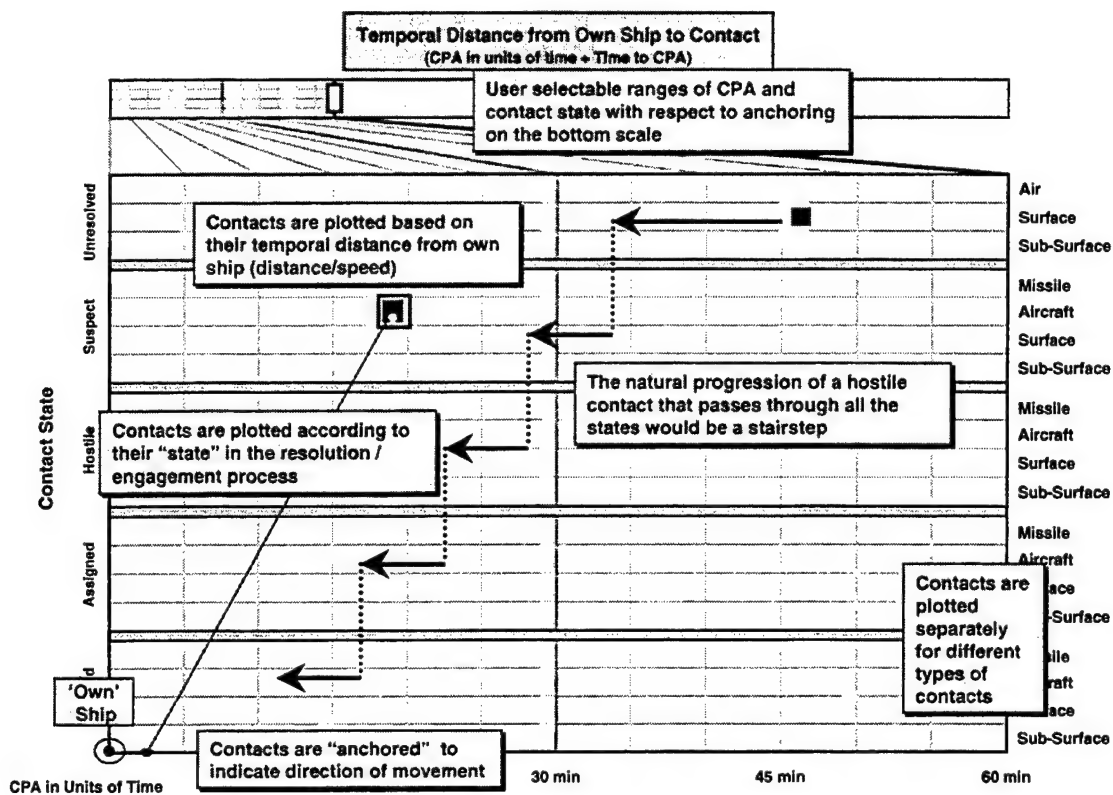 Temporal Distance from Own Ship to Contact
(CPA in units of time + Time to CPA)
User selectable ranges of CPA and
contact state with respect to anchoring
on the bottom scale
Unresolved
Air
Surface
Sub-Surface
Contacts are plotted based on
their temporal distance from own
ship (distance/speed)
Suspect
Missile
Aircraft
Surface
Sub-Surface
The natural progression of a hostile
contact that passes through all the
states would be a stairstep
Contact State
Hostile
Missile
Aircraft
Surface
Sub-Surface
Contacts are plotted according to
their “state” in the resolution /
engagement process
Assigned
Missile
Aircraft
Contacts are
plotted
separately
for different
types of
contacts
Sub-Surface
'Own'
Ship
Contacts are “anchored” to
indicate direction of movement
CPA in Units of Time
30 min
45 min
60 min